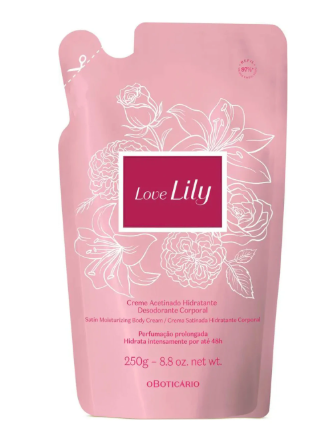 Love Lily
Creme Acetinado Hidratante
Desodorante Corporal
Satin Moisturizing Body Cream / Creme Satinada Hidratante Corporal
Perfumação prolongada
Hidrata intensamente por até 48h
250g - 8.8 oz. net wt.
oBOTICÁRIO